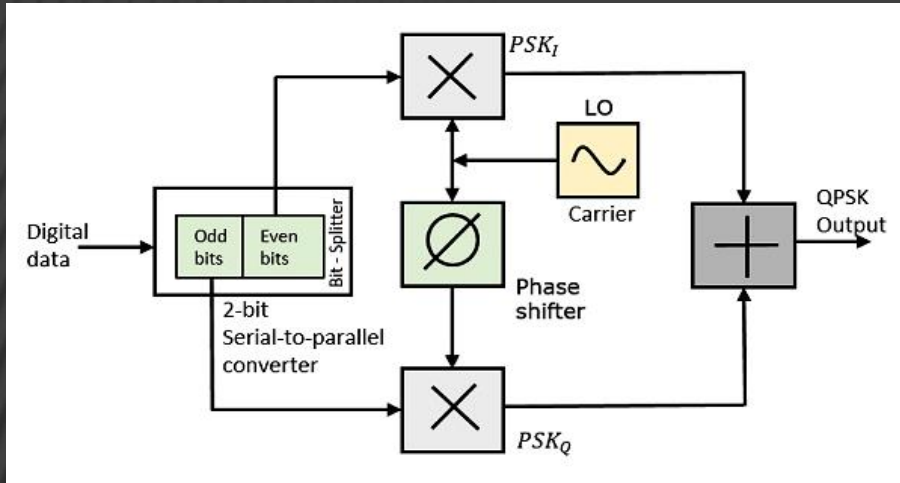 PSK_I
LO
Carrier
Digital
data
Odd
bits
Even
bits
Bit - Splitter
QPSK
Output
Phase
shifter
2-bit
Serial-to-parallel
converter
PSK_Q